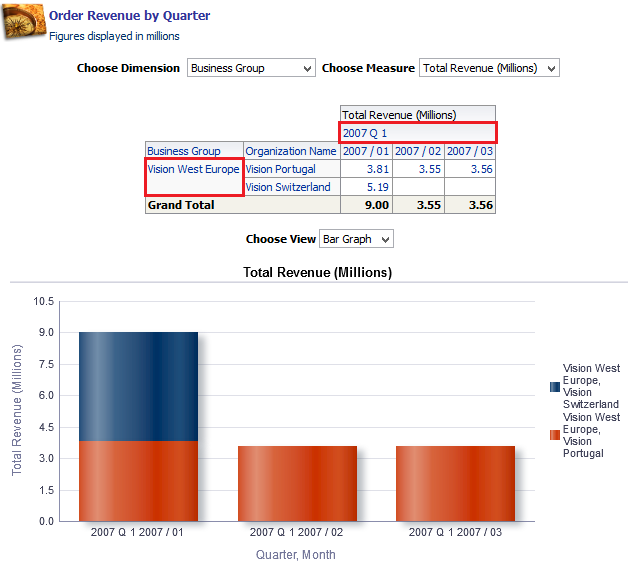 Order Revenue by Quarter
Figures displayed in millions
Choose Dimension Business Group Choose Measure Total Revenue (Millions)
Total Revenue (Millions)
2007 Q 1
Business Group Organization Name 2007 / 01 2007 / 02 2007 / 03
Vision West Europe Vision Portugal 3.81 3.55 3.56
Vision Switzerland 5.19
Grand Total 9.00 3.55 3.56
Choose View Bar Graph
Total Revenue (Millions)
10.5
9.0
7.5
6.0
4.5
3.0
1.5
0.0
Total Revenue (Millions)
2007 Q 1 2007 / 01 2007 Q 1 2007 / 02 2007 Q 1 2007 / 03
Quarter, Month
Vision West
Europe,
Vision
Switzerland
Vision West
Europe,
Vision
Portugal